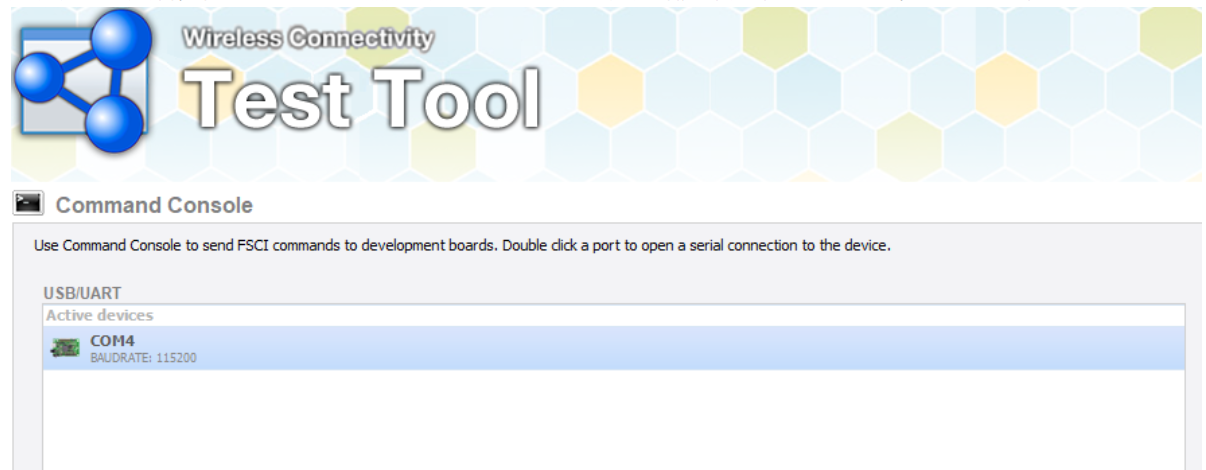 Wireless Connectivity
Test Tool
Command Console
Use Command Console to send FSCI commands to development boards. Double click a port to open a serial connection to the device.
USB/UART
Active devices
COM4
BAUDRATE: 115200